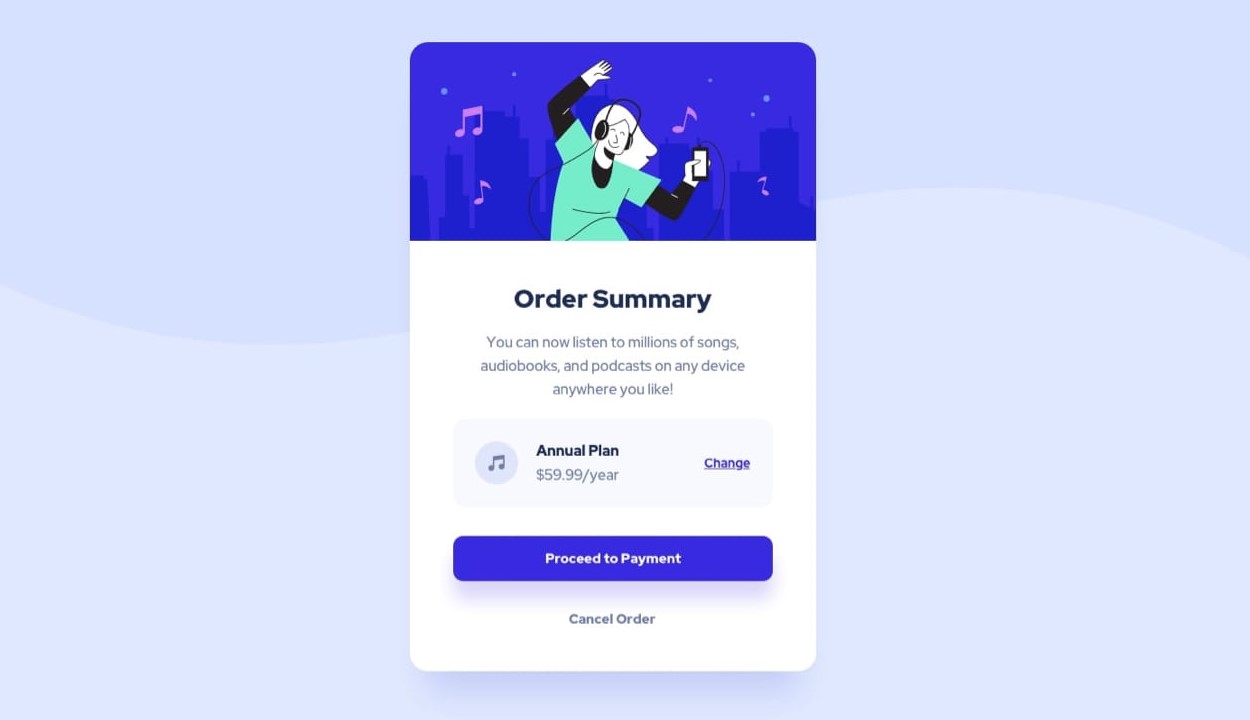 Order Summary
You can now listen to millions of songs,
audiobooks, and podcasts on any device
anywhere you like!
Annual Plan
$59.99/year
Change
Proceed to Payment
Cancel Order